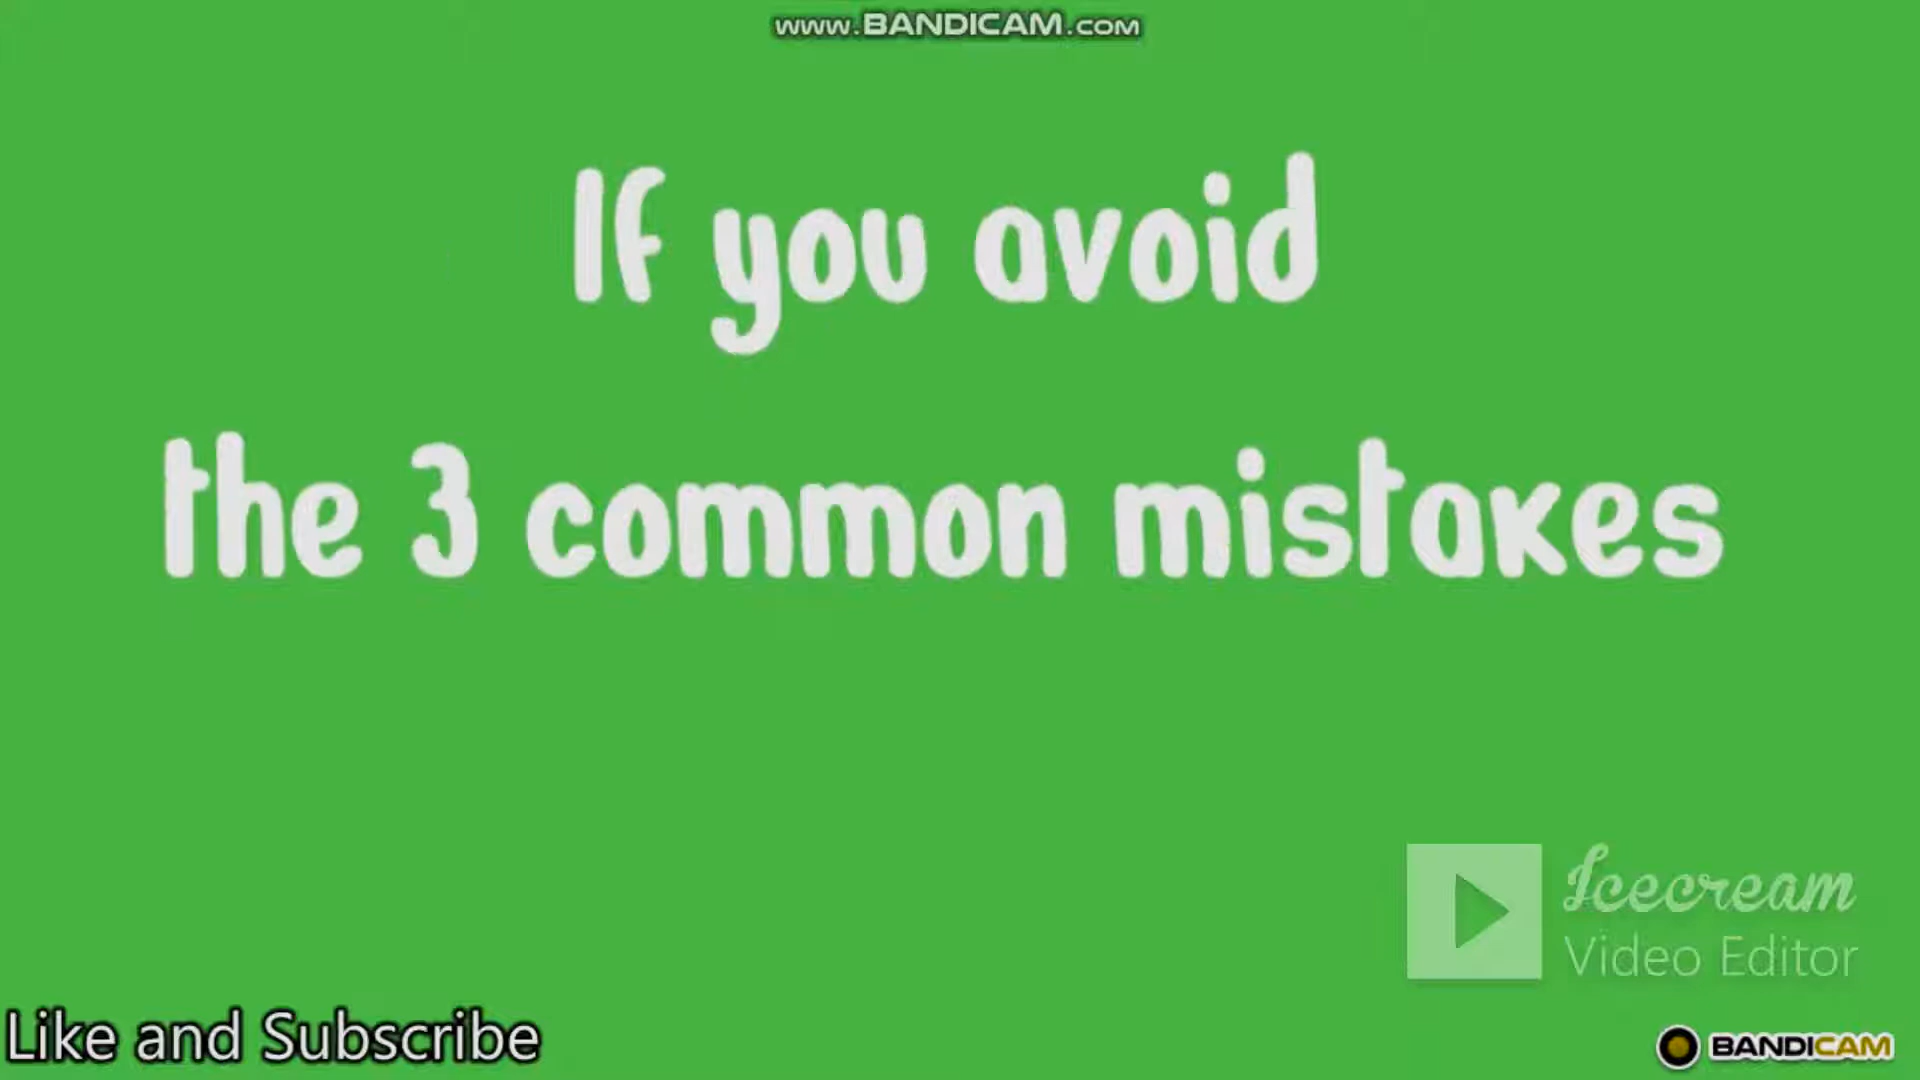 www.BANDICAM.com
If you avoid
the 3 common mistakes
Icecream
Video Editor
Like and Subscribe
BANDICAM